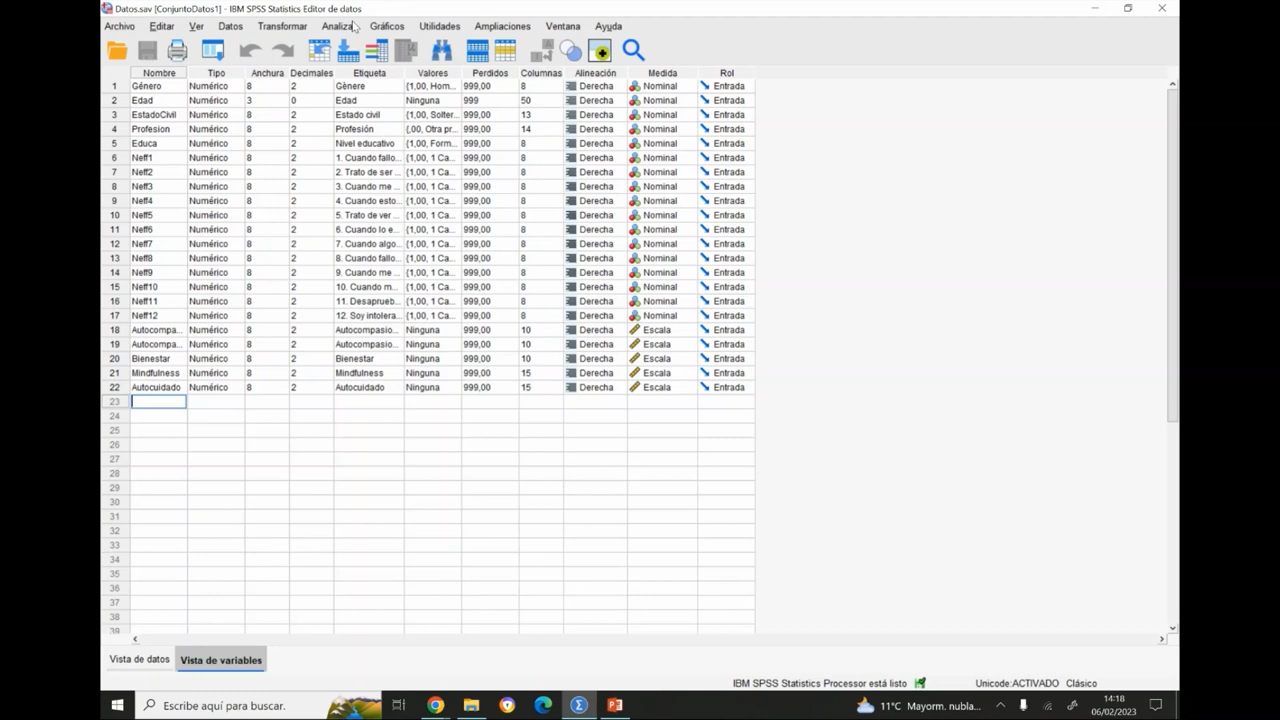 Datos.sav [ConjuntoDatos1] - IBM SPSS Statistics Editor de datos
Archivo Editar Ver Datos Transformar Analizar Gráficos Utilidades Ampliaciones Ventana Ayuda
Nombre Tipo Anchura Decimales Etiqueta Valores Perdidos Columnas Alineación Medida Rol
1 Género Numérico 8 2 Gènere {1,00, Hom... 999,00 8 Derecha Nominal Entrada
2 Edad Numérico 3 0 Edad Ninguna 999 50 Derecha Nominal Entrada
3 EstadoCivil Numérico 8 2 Estado civil {1,00, Solter... 999,00 13 Derecha Nominal Entrada
4 Profesion Numérico 8 2 Profesión {,00, Otra pr... 999,00 14 Derecha Nominal Entrada
5 Educa Numérico 8 2 Nivel educativo {1,00, Form... 999,00 8 Derecha Nominal Entrada
6 Neff1 Numérico 8 2 1. Cuando fallo... {1,00, 1 Ca... 999,00 8 Derecha Nominal Entrada
7 Neff2 Numérico 8 2 2. Trato de ser ... {1,00, 1 Ca... 999,00 8 Derecha Nominal Entrada
8 Neff3 Numérico 8 2 3. Cuando me ... {1,00, 1 Ca... 999,00 8 Derecha Nominal Entrada
9 Neff4 Numérico 8 2 4. Cuando esto... {1,00, 1 Ca... 999,00 8 Derecha Nominal Entrada
10 Neff5 Numérico 8 2 5. Trato de ver ... {1,00, 1 Ca... 999,00 8 Derecha Nominal Entrada
11 Neff6 Numérico 8 2 6. Cuando lo e... {1,00, 1 Ca... 999,00 8 Derecha Nominal Entrada
12 Neff7 Numérico 8 2 7. Cuando algo... {1,00, 1 Ca... 999,00 8 Derecha Nominal Entrada
13 Neff8 Numérico 8 2 8. Cuando fallo... {1,00, 1 Ca... 999,00 8 Derecha Nominal Entrada
14 Neff9 Numérico 8 2 9. Cuando me ... {1,00, 1 Ca... 999,00 8 Derecha Nominal Entrada
15 Neff10 Numérico 8 2 10. Cuando m... {1,00, 1 Ca... 999,00 8 Derecha Nominal Entrada
16 Neff11 Numérico 8 2 11. Desaprueb... {1,00, 1 Ca... 999,00 8 Derecha Nominal Entrada
17 Neff12 Numérico 8 2 12. Soy intolera... {1,00, 1 Ca... 999,00 8 Derecha Nominal Entrada
18 Autocompa... Numérico 8 2 Autocompasio... Ninguna 999,00 10 Derecha Escala Entrada
19 Autocompa... Numérico 8 2 Autocompasio... Ninguna 999,00 10 Derecha Escala Entrada
20 Bienestar Numérico 8 2 Bienestar Ninguna 999,00 10 Derecha Escala Entrada
21 Mindfulness Numérico 8 2 Mindfulness Ninguna 999,00 15 Derecha Escala Entrada
22 Autocuidado Numérico 8 2 Autocuidado Ninguna 999,00 15 Derecha Escala Entrada
23
24
25
26
27
28
29
30
31
32
33
34
35
36
37
38
39
Vista de datos Vista de variables
IBM SPSS Statistics Processor está listo Unicode:ACTIVADO Clásico
Escribe aquí para buscar. 11°C Mayorm. nubla... 14:18
06/02/2023